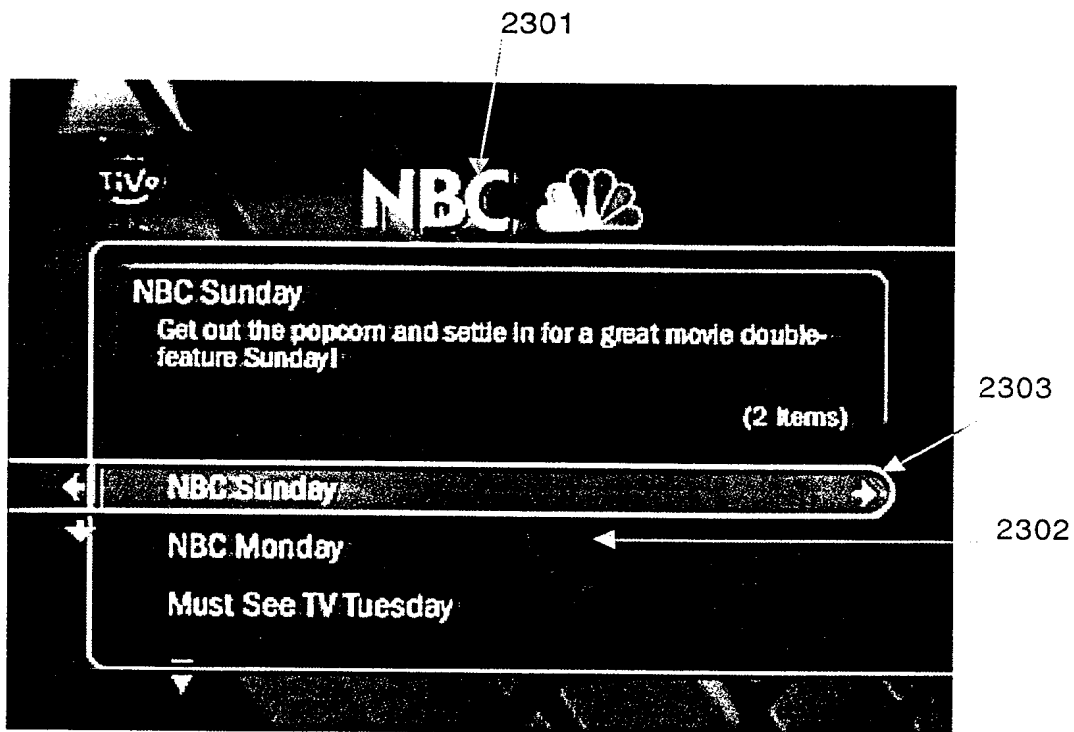 2301
TiVo
NBC
NBC Sunday
Get out the popcorn and settle in for a great movie double-
feature Sunday!
(2 items)
2303
NBC Sunday
2302
NBC Monday
Must See TV Tuesday